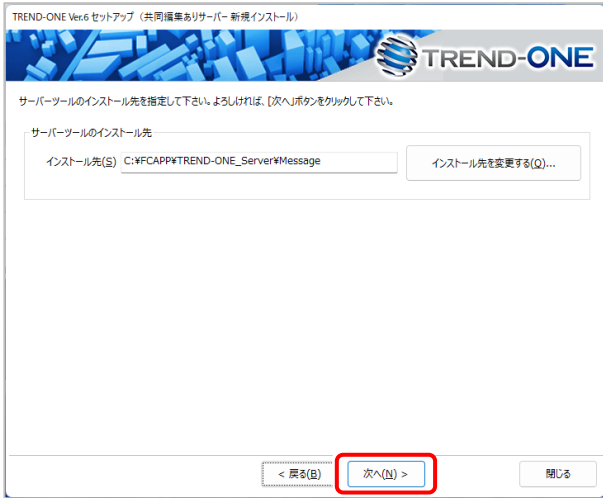 TREND-ONE Ver.6 セットアップ（共同編集ありサーバー 新規インストール）
TREND-ONE
サーバーツールのインストール先を指定して下さい。よろしければ、[次へ]ボタンをクリックして下さい。
サーバーツールのインストール先
インストール先(S) C:¥FCAPP¥TREND-ONE_Server¥Message インストール先を変更する(O)...
< 戻る(B) 次へ(N) > 閉じる